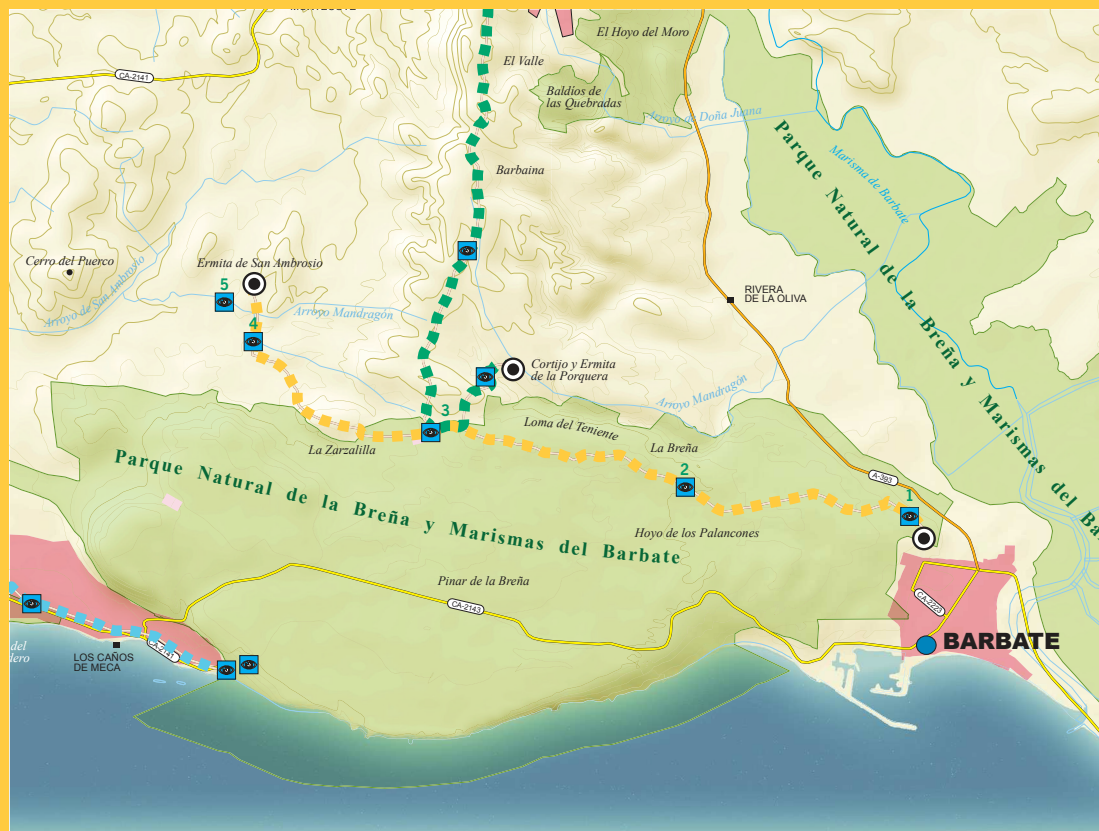 CA-2141
El Hoyo del Moro
El Valle
Baldíos de
las Quebradas
Arroyo de Doña Juana
Parque Natural de la Breña y Marismas del Ba
Marisma de Barbate
Barbaina
Cerro del Puerco
Ermita de San Ambrosio
Arroyo de San Ambrosio
5
Arroyo Mandragón
4
RIVERA
DE LA OLIVA
Cortijo y Ermita
de la Porquera
Arroyo Mandragón
3
Loma del Teniente
La Zarzalilla
La Breña
2
A-393
1
Parque Natural de la Breña y Marismas del Barbate
Hoyo de los Palancones
Pinar de la Breña
CA-2143
CA-2223
BARBATE
CA-2141
LOS CAÑOS
DE MECA
del
dero